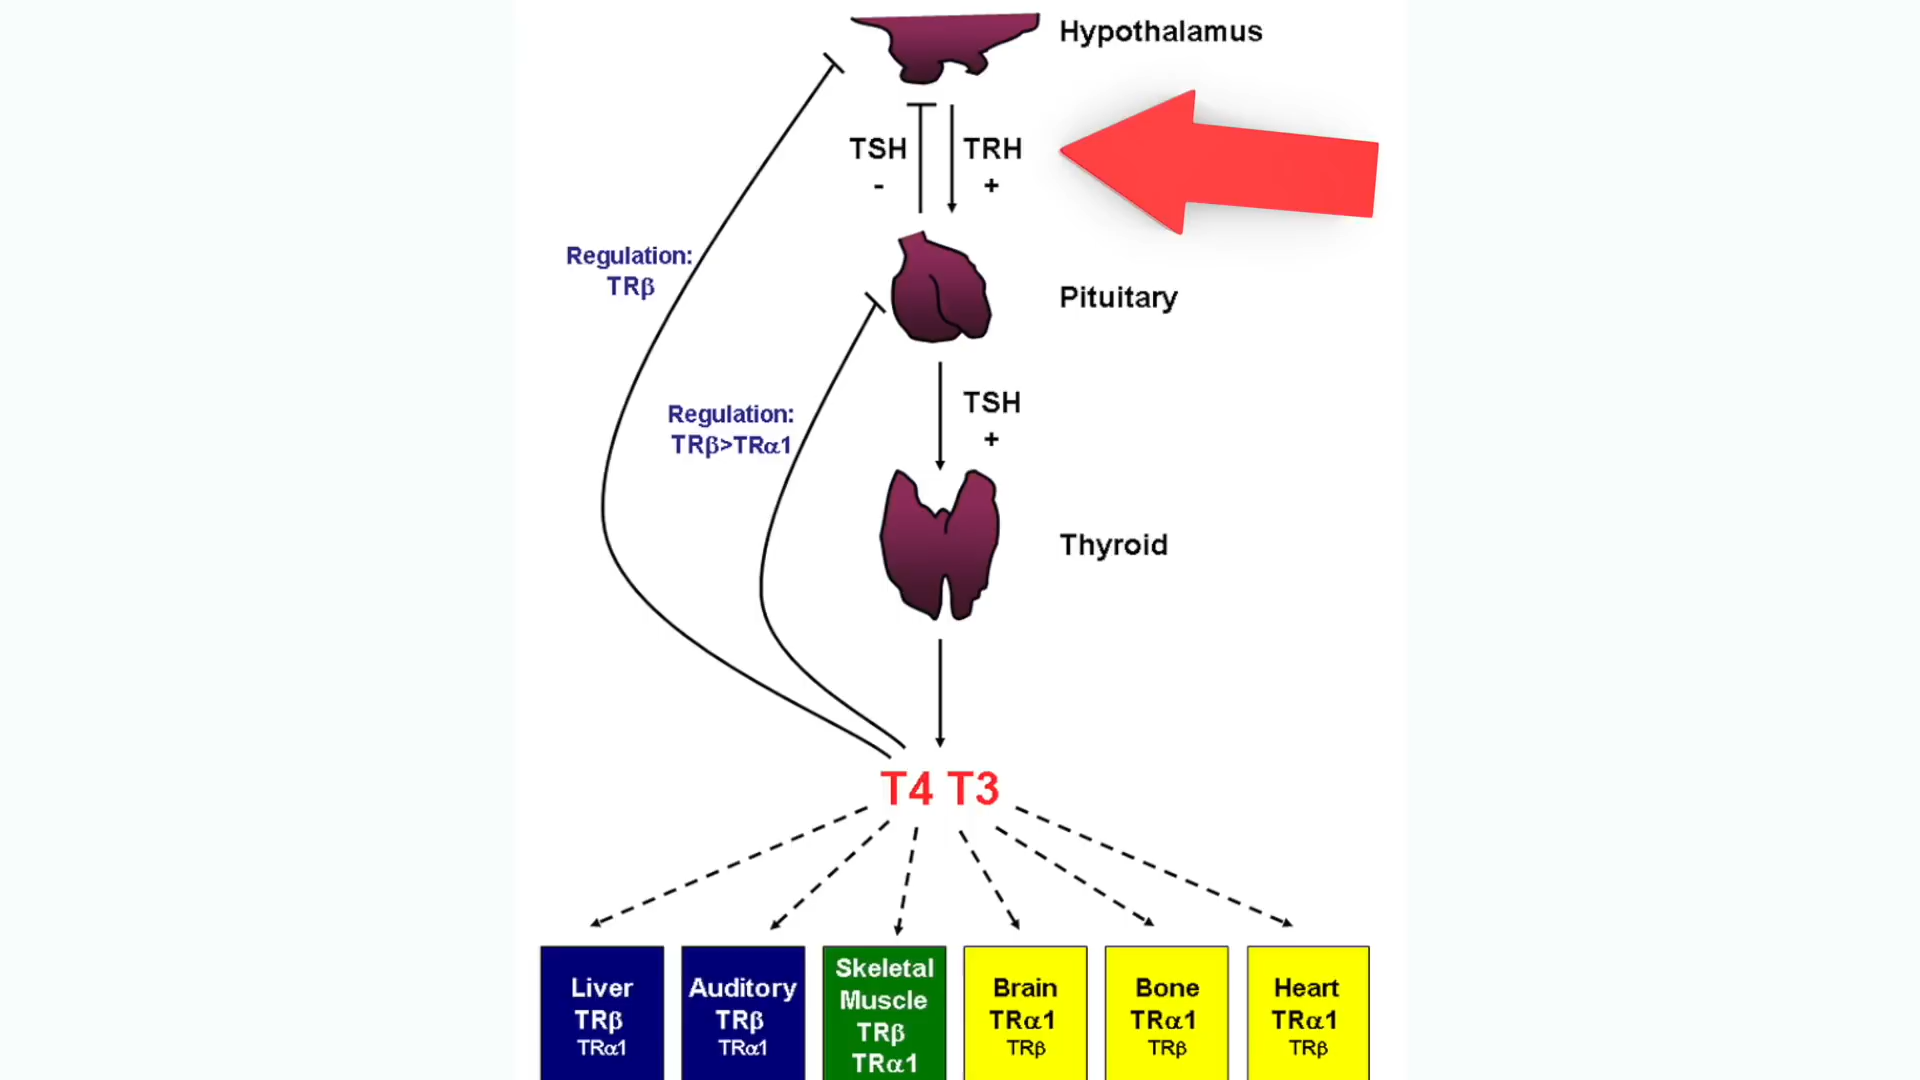 Hypothalamus
TSH
-
TRH
+
Regulation:
TRβ
Pituitary
Regulation:
TRβ>TRα1
TSH
+
Thyroid
T4 T3
Liver
TRβ
TRα1
Auditory
TRβ
TRα1
Skeletal
Muscle
TRβ
TRα1
Brain
TRα1
TRβ
Bone
TRα1
TRβ
Heart
TRα1
TRβ